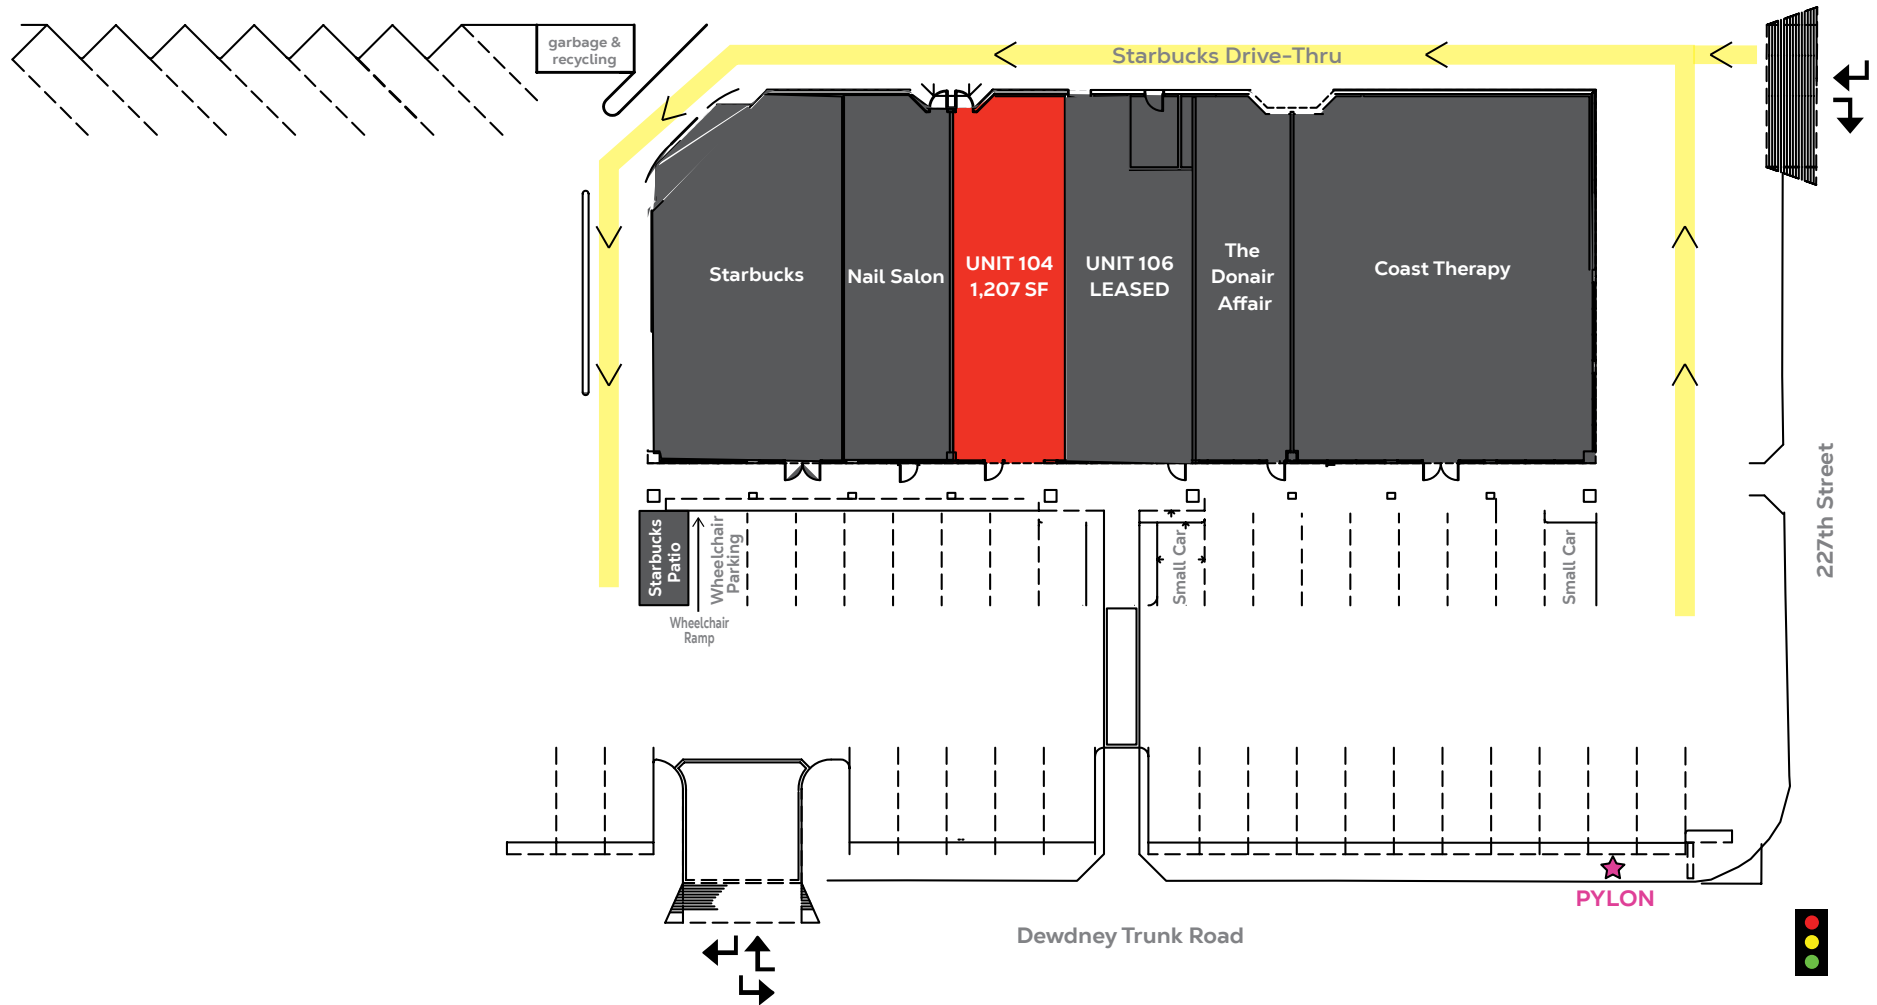 garbage &
recycling
Starbucks Drive-Thru
Starbucks
Nail Salon
UNIT 104
1,207 SF
UNIT 106
LEASED
The
Donair
Affair
Coast Therapy
227th Street
Starbucks
Patio
Wheelchair
Parking
Wheelchair
Ramp
Small Car
Small Car
PYLON
Dewdney Trunk Road